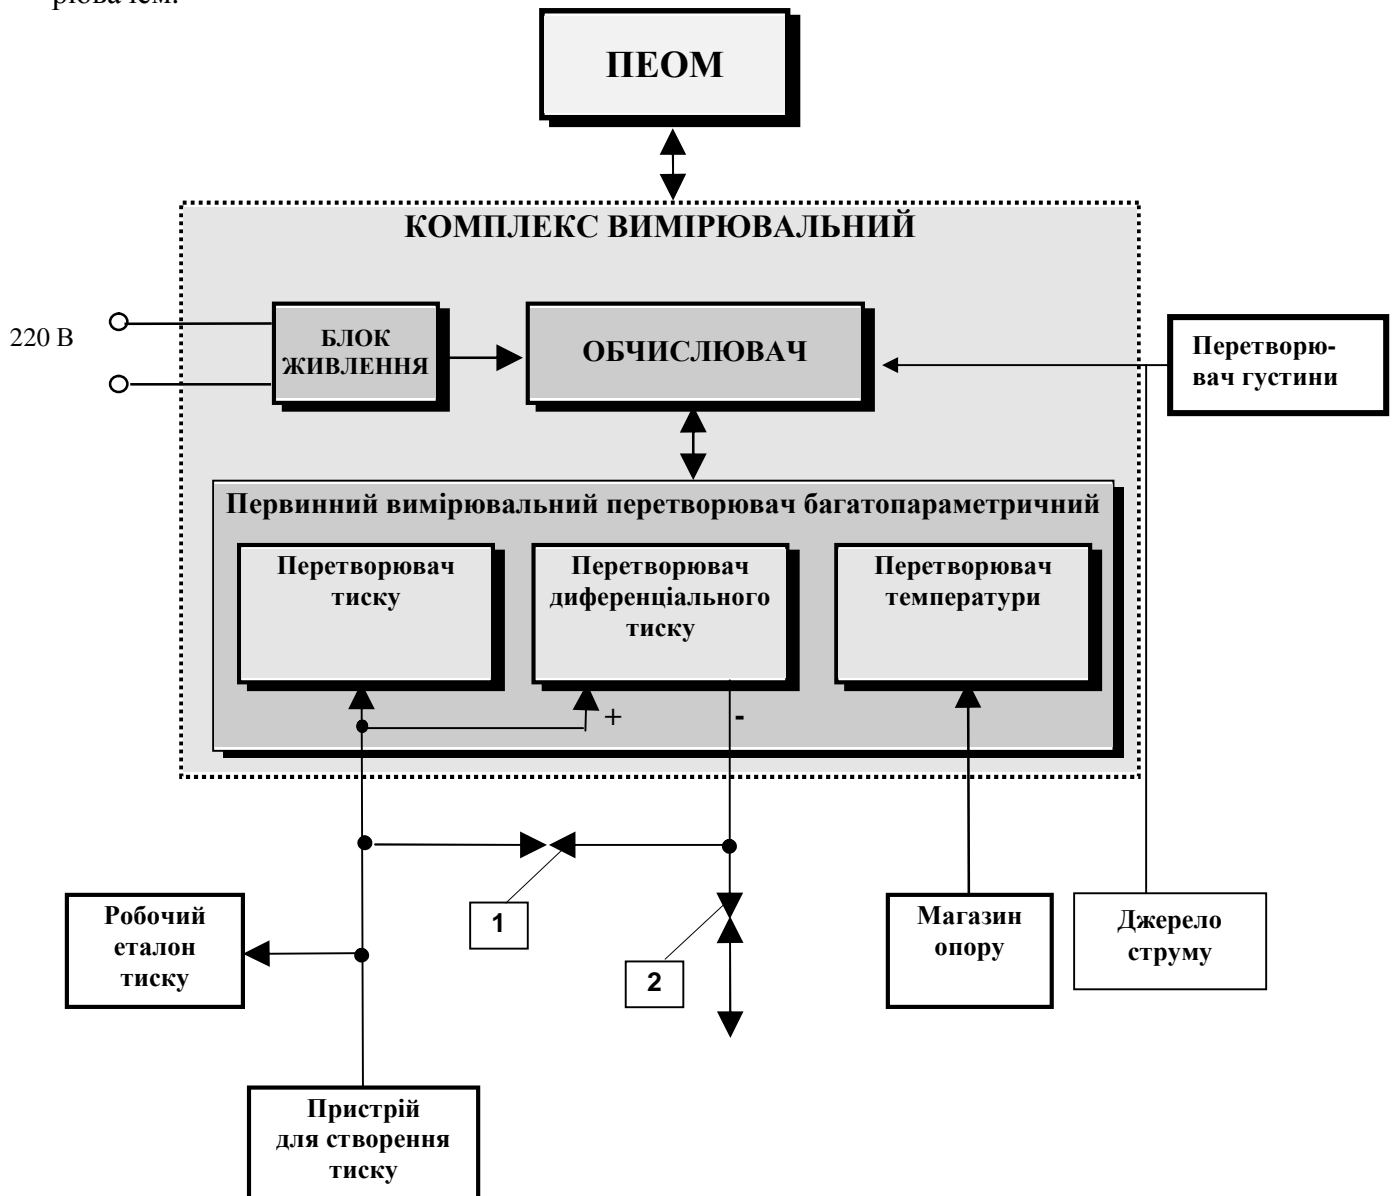 рювачем.
ПЕОМ
КОМПЛЕКС ВИМІРЮВАЛЬНИЙ
220 В
БЛОК
ЖИВЛЕННЯ
ОБЧИСЛЮВАЧ
Перетворю-
вач густини
Первинний вимірювальний перетворювач багатопараметричний
Перетворювач
тиску
Перетворювач
диференціального
тиску
Перетворювач
температури
+
-
1
2
Робочий
еталон
тиску
Магазин
опору
Джерело
струму
Пристрій
для створення
тиску